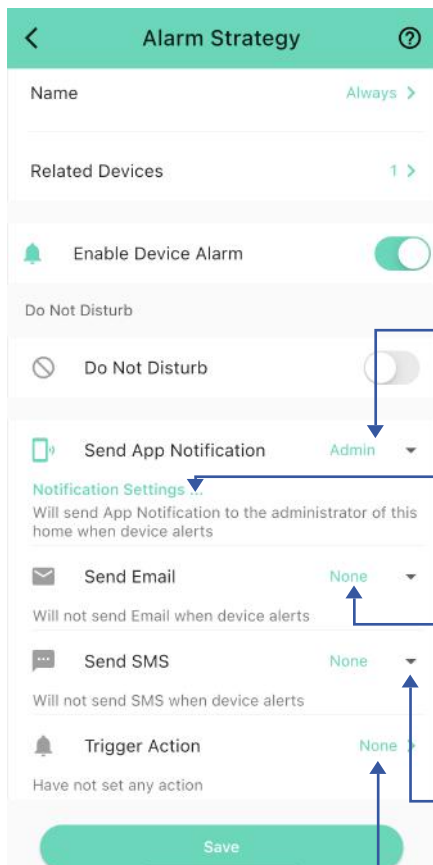 Alarm Strategy
Name Always
Related Devices 1
Enable Device Alarm
Do Not Disturb
Do Not Disturb
Send App Notification Admin
Notification Settings ...
Will send App Notification to the administrator of this
home when device alerts
Send Email None
Will not send Email when device alerts
Send SMS None
Will not send SMS when device alerts
Trigger Action None
Have not set any action
Save